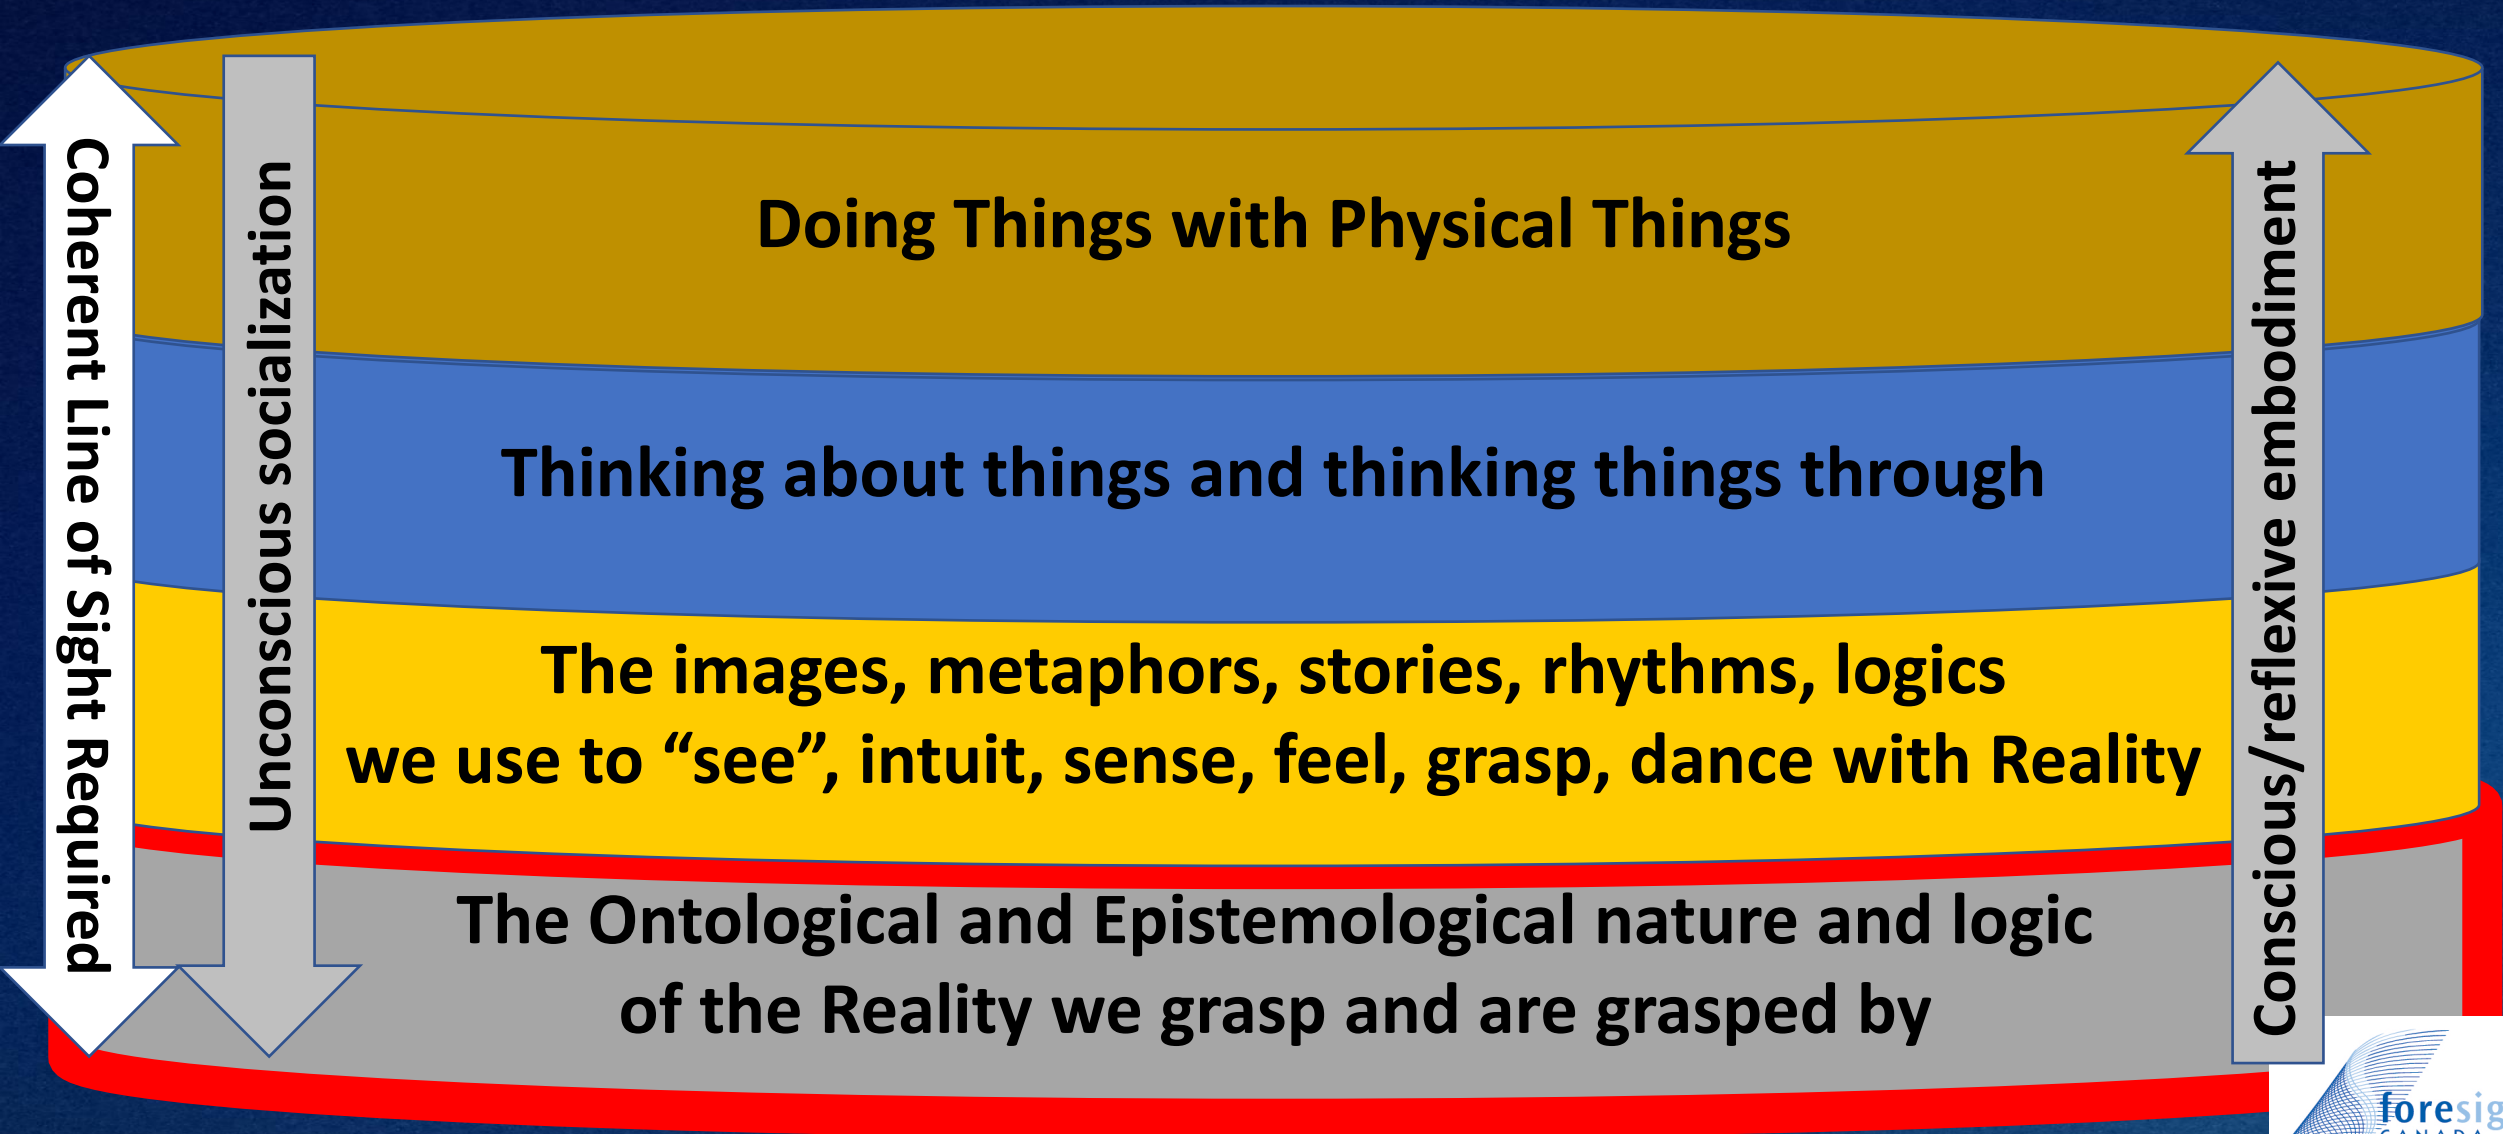 Coherent Line of Sight Required
Unconscious socialization
Doing Things with Physical Things
Thinking about things and thinking things through
The images, metaphors, stories, rhythms, logics
we use to “see”, intuit, sense, feel, grasp, dance with Reality
The Ontological and Epistemological nature and logic
of the Reality we grasp and are grasped by
Conscious/reflexive embodiment
foresig
CANADA